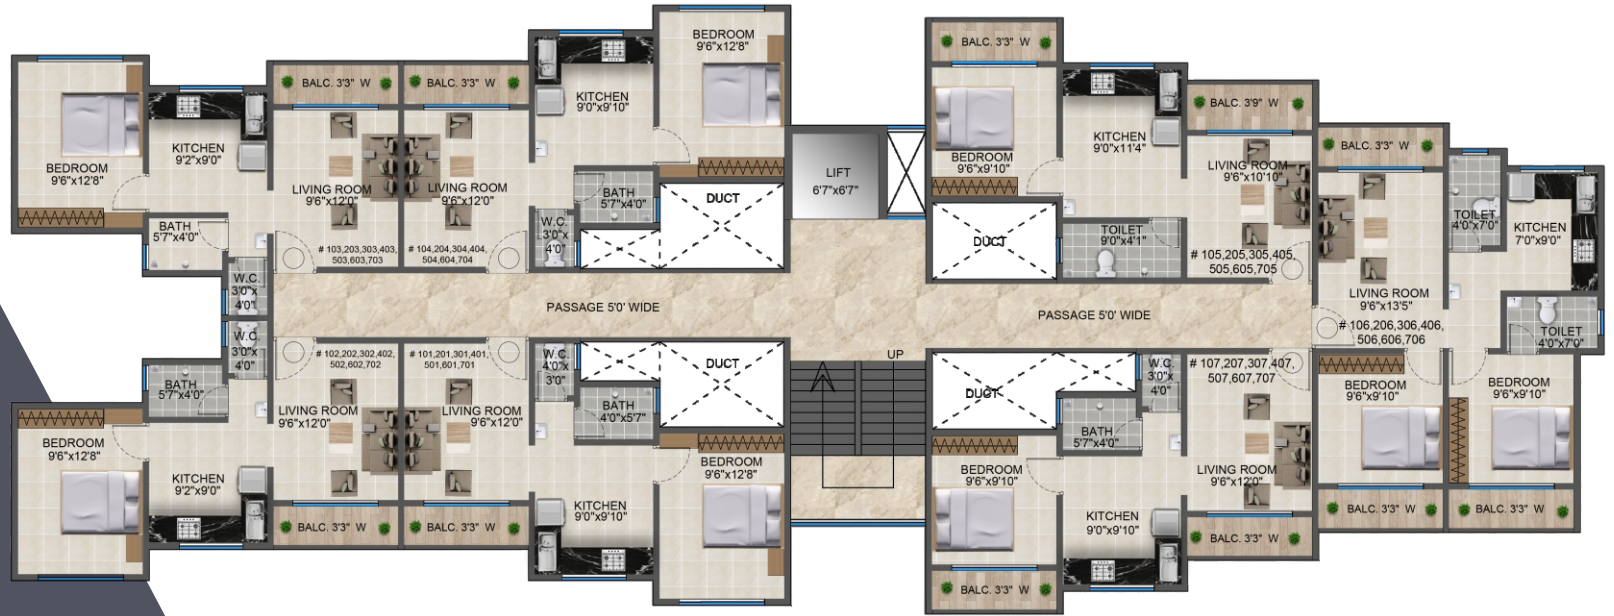 BEDROOM
9'6"x12'8"
KITCHEN
9'2"x9'0"
BATH
5'7"x4'0"
W.C.
3'0"x
4'0"
BALC. 3'3" W
LIVING ROOM
9'6"x12'0"
# 103,203,303,403,
503,603,703
BALC. 3'3" W
LIVING ROOM
9'6"x12'0"
# 104,204,304,404,
504,604,704
KITCHEN
9'0"x9'10"
BEDROOM
9'6"x12'8"
BATH
5'7"x4'0"
W.C.
3'0"x
4'0"
DUCT
LIFT
6'7"x6'7"
BALC. 3'3" W
BEDROOM
9'6"x9'10"
KITCHEN
9'0"x11'4"
DUCT
TOILET
9'0"x4'1"
BALC. 3'9" W
LIVING ROOM
9'6"x10'10"
# 105,205,305,405,
505,605,705
BALC. 3'3" W
LIVING ROOM
9'6"x13'5"
# 106,206,306,406,
506,606,706
TOILET
4'0"x7'0"
KITCHEN
7'0"x9'0"
TOILET
4'0"x7'0"
BEDROOM
9'6"x9'10"
BEDROOM
9'6"x9'10"
BALC. 3'3" W
BALC. 3'3" W
PASSAGE 5'0' WIDE
PASSAGE 5'0' WIDE
UP
W.C.
3'0"x
4'0"
BATH
5'7"x4'0"
BEDROOM
9'6"x12'8"
KITCHEN
9'2"x9'0"
# 102,202,302,402,
502,602,702
LIVING ROOM
9'6"x12'0"
BALC. 3'3" W
# 101,201,301,401,
501,601,701
LIVING ROOM
9'6"x12'0"
BALC. 3'3" W
W.C.
4'0"x
3'0"
BATH
4'0"x5'7"
DUCT
KITCHEN
9'0"x9'10"
BEDROOM
9'6"x12'8"
DUCT
W.C.
3'0"x
4'0"
BATH
5'7"x4'0"
BEDROOM
9'6"x9'10"
KITCHEN
9'0"x9'10"
BALC. 3'3" W
# 107,207,307,407,
507,607,707
LIVING ROOM
9'6"x12'0"
BALC. 3'3" W